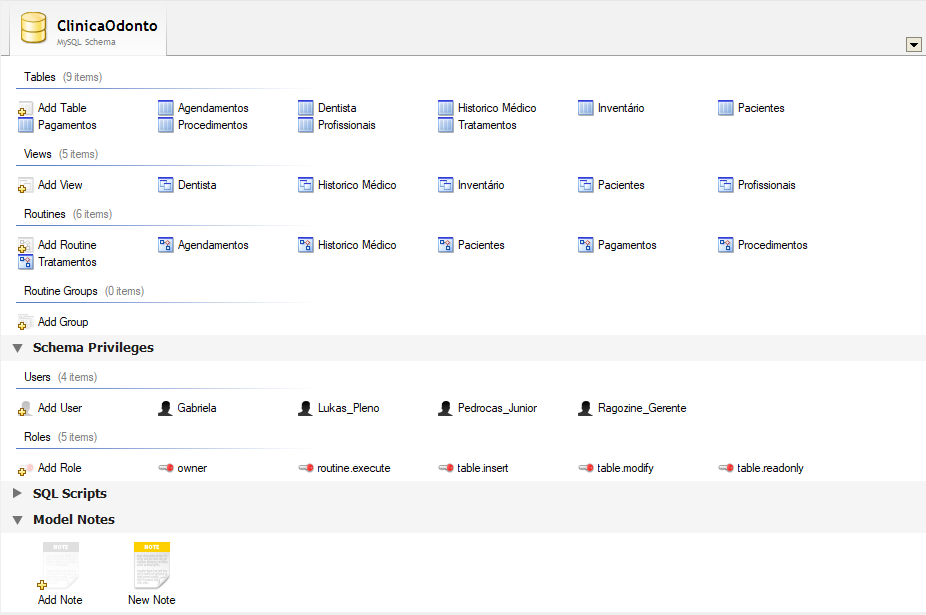 ClinicaOdonto
MySQL Schema
Tables (9 items)
Add Table Agendamentos Dentista Historico Médico Inventário Pacientes
Pagamentos Procedimentos Profissionais Tratamentos
Views (5 items)
Add View Dentista Historico Médico Inventário Pacientes Profissionais
Routines (6 items)
Add Routine Agendamentos Historico Médico Pacientes Pagamentos Procedimentos
Tratamentos
Routine Groups (0 items)
Add Group
Schema Privileges
Users (4 items)
Add User Gabriela Lukas_Pleno Pedrocas_Junior Ragozine_Gerente
Roles (5 items)
Add Role owner routine.execute table.insert table.modify table.readonly
SQL Scripts
Model Notes
NOTE NOTE
Add Note New Note